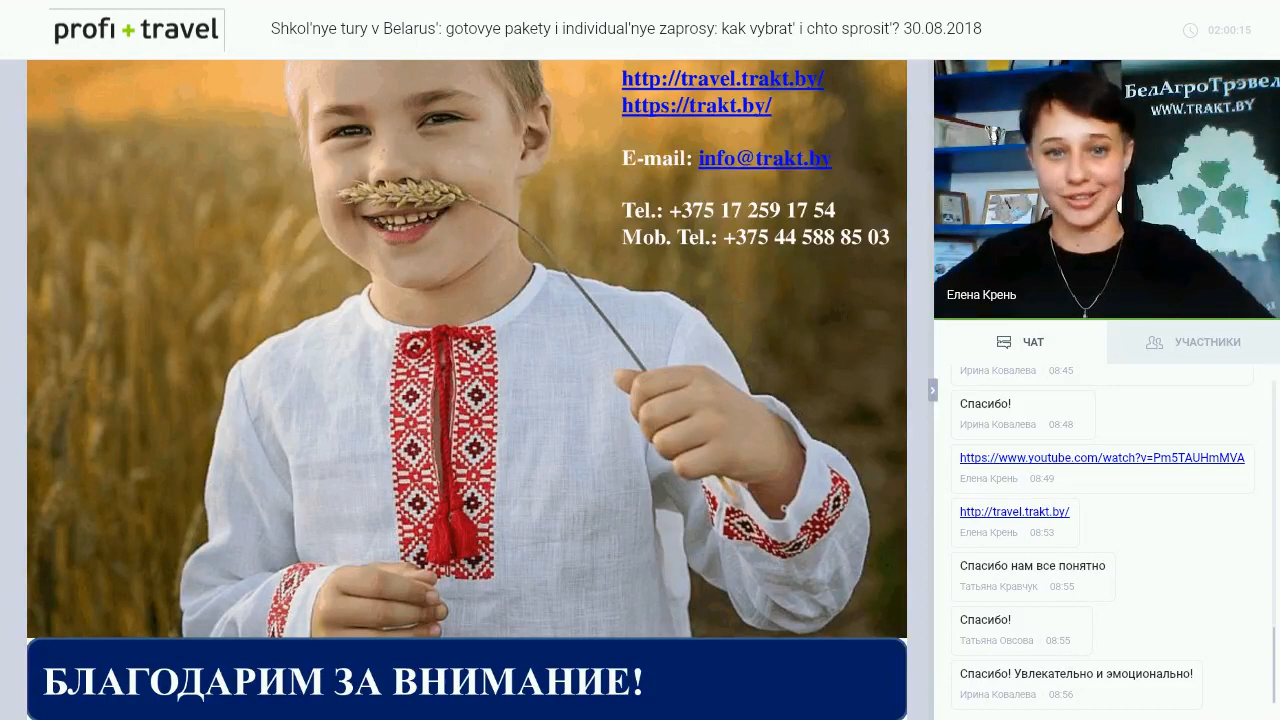 profi + travel
Shkol'nye tury v Belarus': gotovye pakety i individual'nye zaprosy: kak vybrat' i chto sprosit'? 30.08.2018
02:00:15
http://travel.trakt.by/
https://trakt.by/
E-mail: info@trakt.by
Tel.: +375 17 259 17 54
Mob. Tel.: +375 44 588 85 03
БЛАГОДАРИМ ЗА ВНИМАНИЕ!
БелАгроТрэвел
WWW.TRAKT.BY
Елена Крень
ЧАТ
УЧАСТНИКИ
Ирина Ковалева 08:45
Спасибо!
Ирина Ковалева 08:48
https://www.youtube.com/watch?v=Pm5TAUHmMVA
Елена Крень 08:49
http://travel.trakt.by/
Елена Крень 08:53
Спасибо нам все понятно
Татьяна Кравчук 08:55
Спасибо!
Татьяна Овсова 08:55
Спасибо! Увлекательно и эмоционально!
Ирина Ковалева 08:56